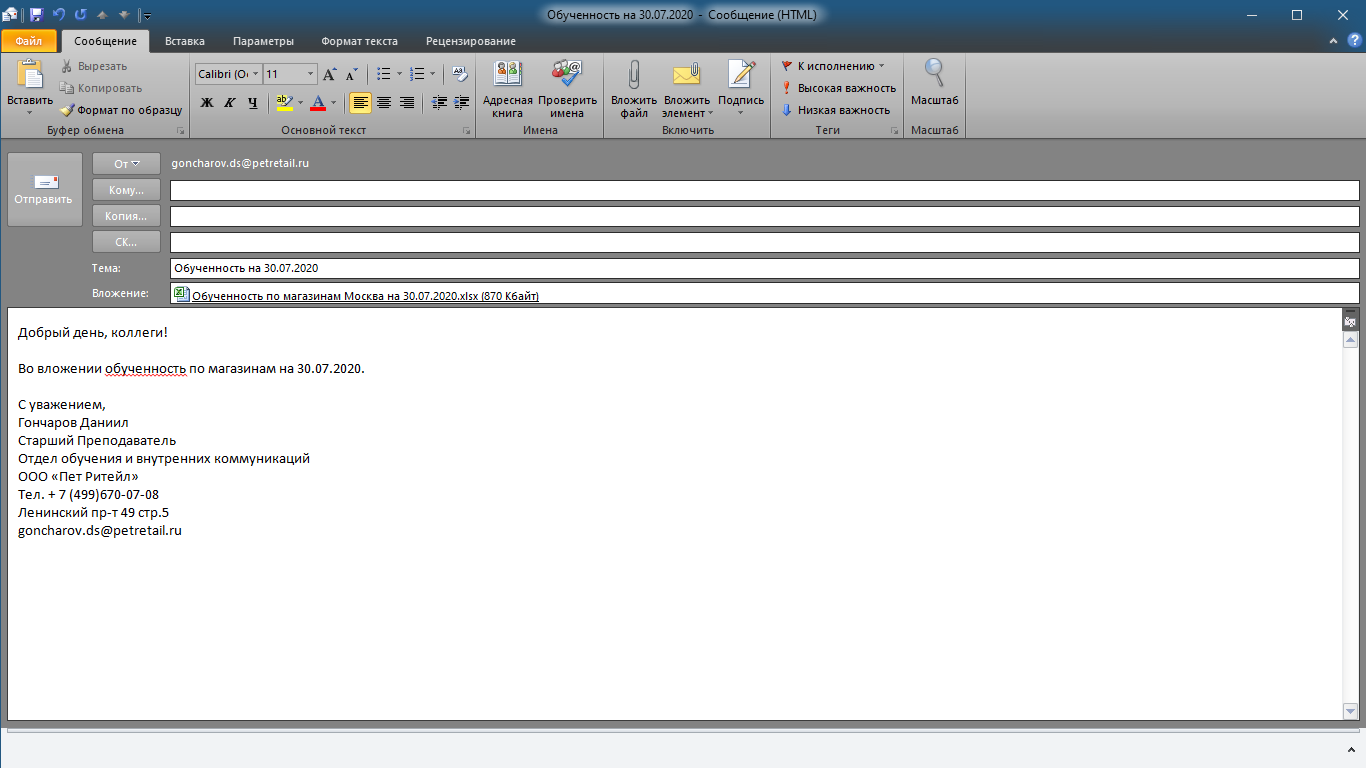 Обученность на 30.07.2020 - Сообщение (HTML)
Файл Сообщение Вставка Параметры Формат текста Рецензирование
Вставить
Вырезать
Копировать
Формат по образцу
Буфер обмена
Calibri (О 11
Ж К Ч
Основной текст
Адресная книга
Проверить имена
Имена
Вложить файл
Вложить элемент
Подпись
Включить
К исполнению
Высокая важность
Низкая важность
Теги
Масштаб
Масштаб
Отправить
От goncharov.ds@petretail.ru
Кому...
Копия...
СК...
Тема: Обученность на 30.07.2020
Вложение: Обученность по магазинам Москва на 30.07.2020.xlsx (870 Кбайт)
Добрый день, коллеги!
Во вложении обученность по магазинам на 30.07.2020.
С уважением,
Гончаров Даниил
Старший Преподаватель
Отдел обучения и внутренних коммуникаций
ООО «Пет Ритейл»
Тел. + 7 (499)670-07-08
Ленинский пр-т 49 стр.5
goncharov.ds@petretail.ru